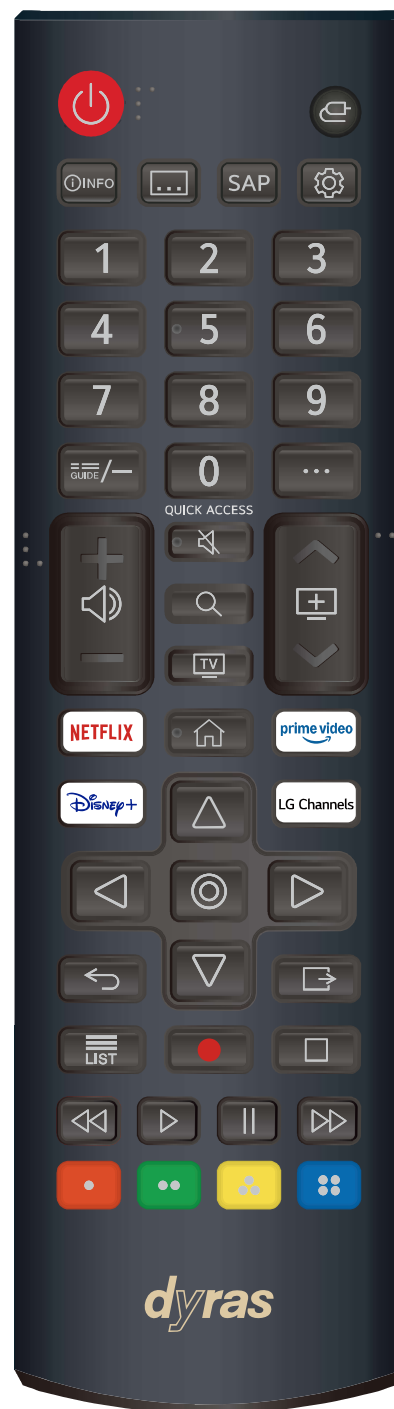 INFO
... SAP
1 2 3
4 5 6
7 8 9
GUIDE/— 0 ...
QUICK ACCESS
TV
NETFLIX prime video
Disney+ LG Channels
LIST
dyras